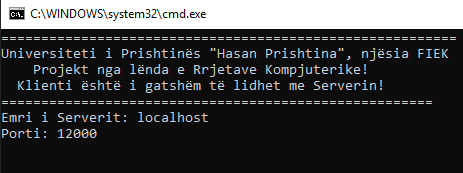 C:\WINDOWS\system32\cmd.exe
=========================================================
Universiteti i Prishtinës "Hasan Prishtina", njësia FIEK
Projekt nga lënda e Rrjetave Kompjuterike!
Klienti është i gatshëm të lidhet me Serverin!
======================================================
Emri i Serverit: localhost
Porti: 12000